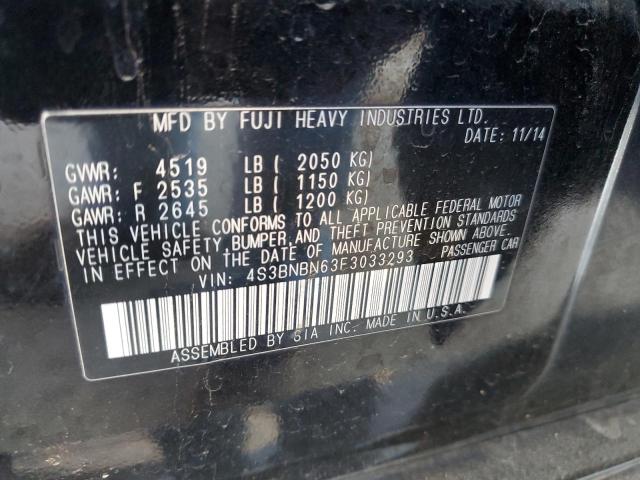 MFD BY FUJI HEAVY INDUSTRIES LTD.
DATE: 11/14
GVWR: 4519 LB ( 2050 KG)
GAWR: F 2535 LB ( 1150 KG)
GAWR: R 2645 LB ( 1200 KG)
THIS VEHICLE CONFORMS TO ALL APPLICABLE FEDERAL MOTOR
VEHICLE SAFETY, BUMPER, AND THEFT PREVENTION STANDARDS
IN EFFECT ON THE DATE OF MANUFACTURE SHOWN ABOVE.
VIN: 4S3BNBN63F3033293 PASSENGER CAR
ASSEMBLED BY SIA INC. MADE IN U.S.A.